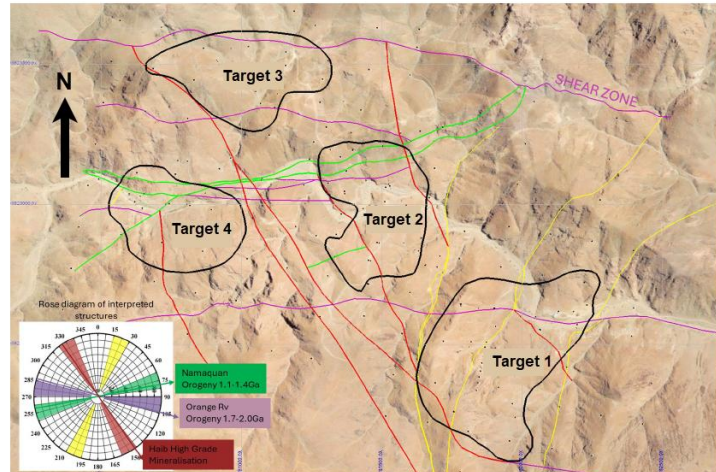 Target 3
N
SHEAR ZONE
Target 2
Target 4
Target 1
Rose diagram of interpreted
structures
0
345
15
330
30
315
45
300
60
285
75
270
90
255
105
240
225
210
150
195
180
165
Namaquan
Orogeny 1.1-1.4Ga
Orange Rv
Orogeny 1.7-2.0Ga
Haib High Grade
Mineralisation